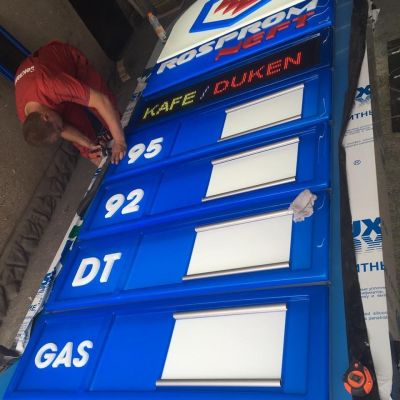 ROSPROM
NEFT
KAFE / DUKEN
95
92
DT
GAS